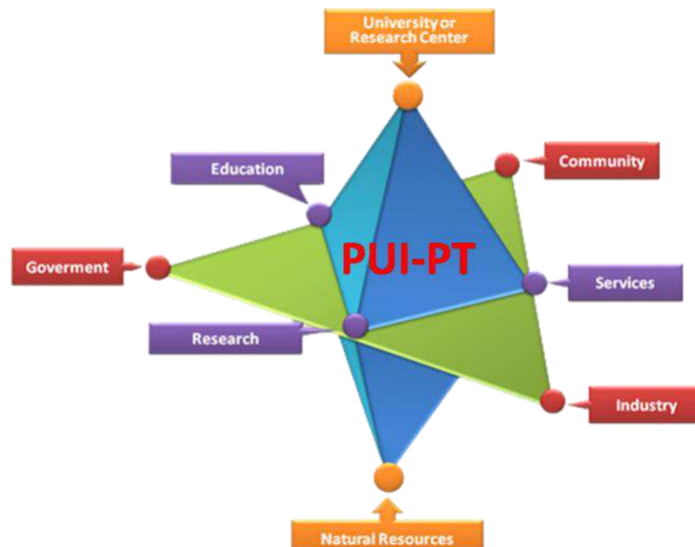 University or
Research Center
Community
Education
PUI-PT
Goverment
Services
Research
Industry
Natural Resources